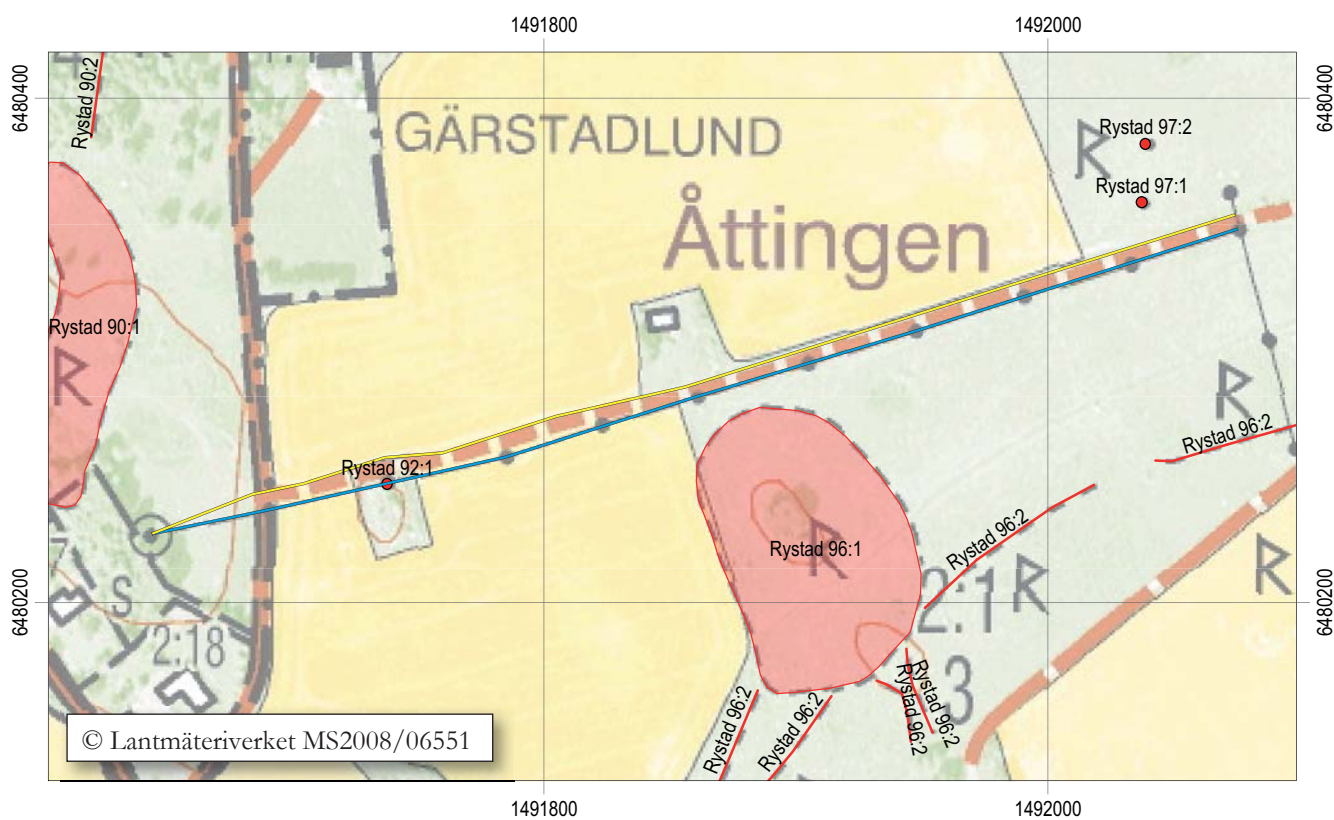 1491800
1492000
6480400
6480400
Rystad 90:2
GÄRSTADLUND
R
Rystad 97:2
Åttingen
Rystad 97:1
Rystad 90:1
R
R
Rystad 96:2
Rystad 92:1
Rystad 96:2
Rystad 96:1
R
R
R
6480200
6480200
S
2:1
2:18
3
Rystad 96:2
Rystad 96:2
Rystad 96:2
Rystad 96:2
© Lantmäteriverket MS2008/06551
1491800
1492000